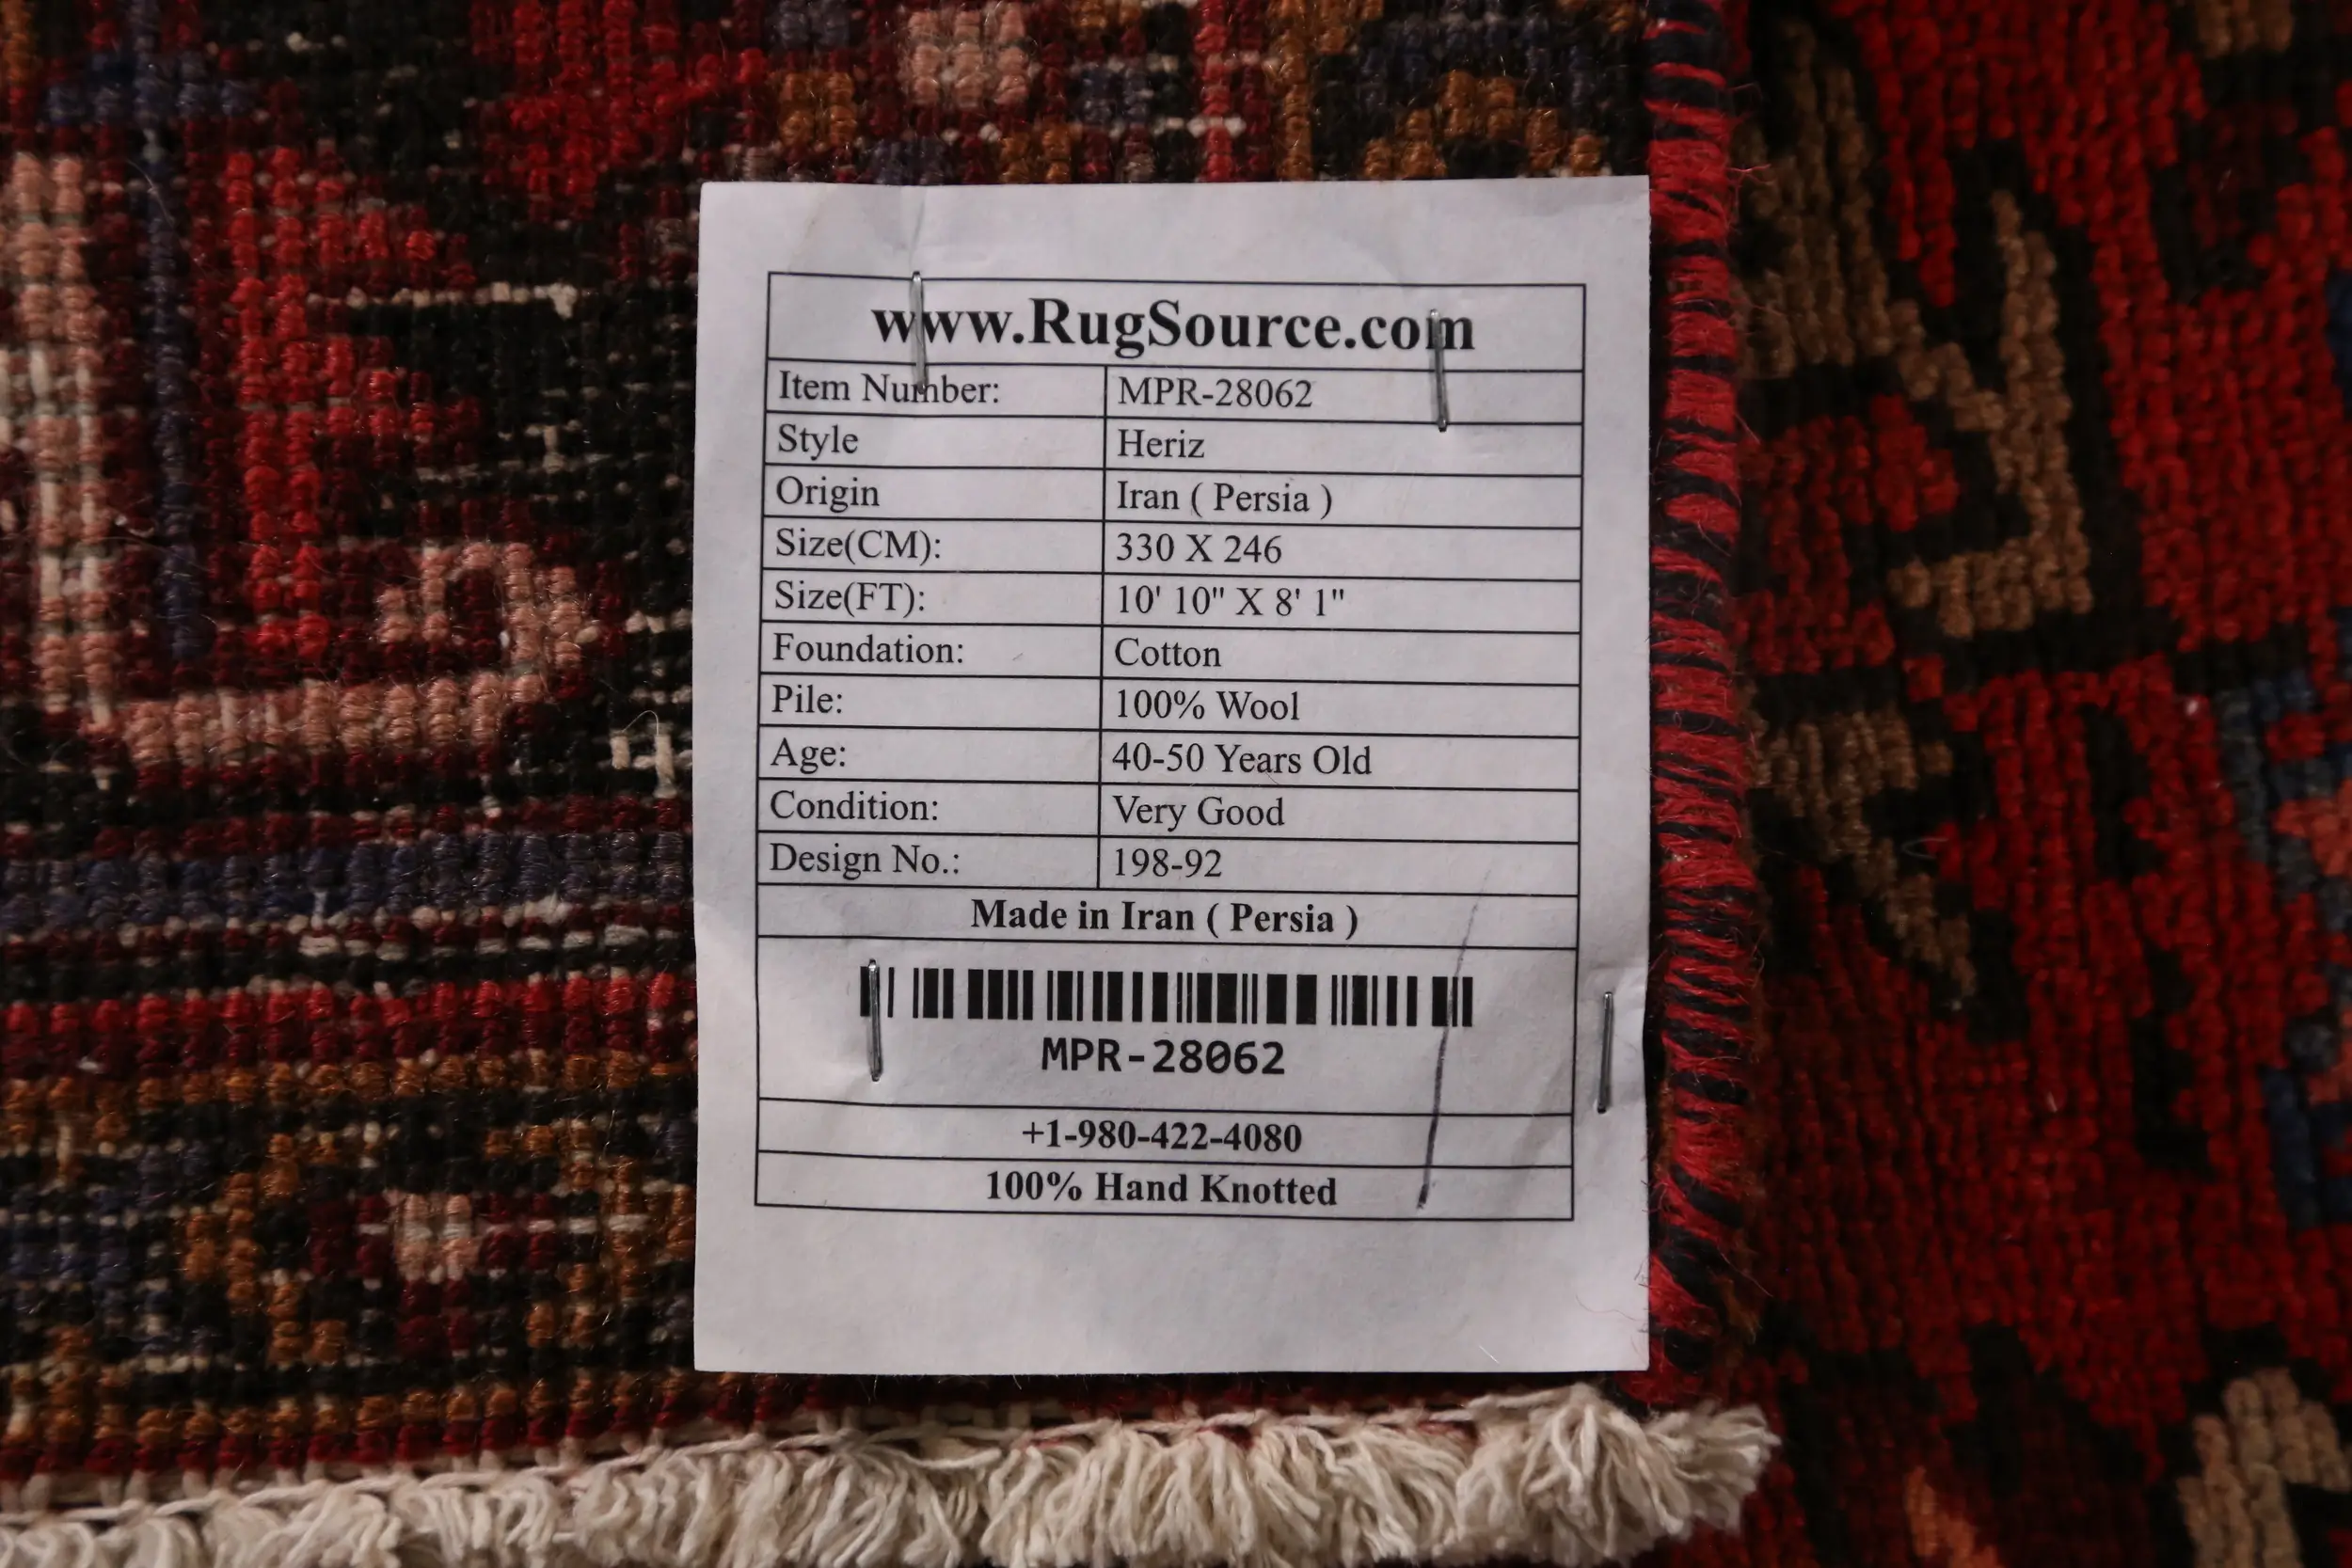 www.RugSource.com
Item Number: MPR-28062
Style Heriz
Origin Iran ( Persia )
Size(CM): 330 X 246
Size(FT): 10' 10" X 8' 1"
Foundation: Cotton
Pile: 100% Wool
Age: 40-50 Years Old
Condition: Very Good
Design No.: 198-92
Made in Iran ( Persia )
MPR-28062
+1-980-422-4080
100% Hand Knotted